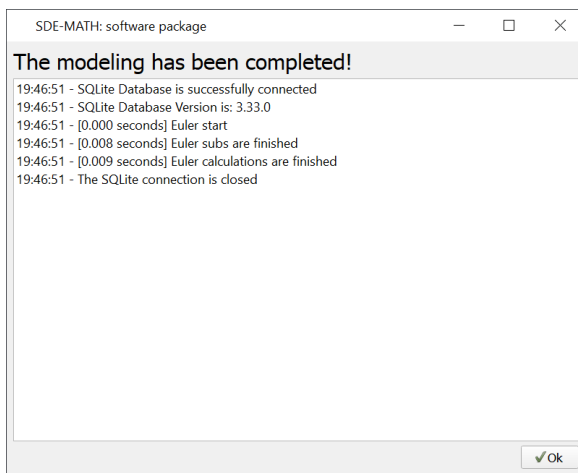 SDE-MATH: software package
The modeling has been completed!
19:46:51 - SQLite Database is successfully connected
19:46:51 - SQLite Database Version is: 3.33.0
19:46:51 - [0.000 seconds] Euler start
19:46:51 - [0.008 seconds] Euler subs are finished
19:46:51 - [0.009 seconds] Euler calculations are finished
19:46:51 - The SQLite connection is closed
Ok